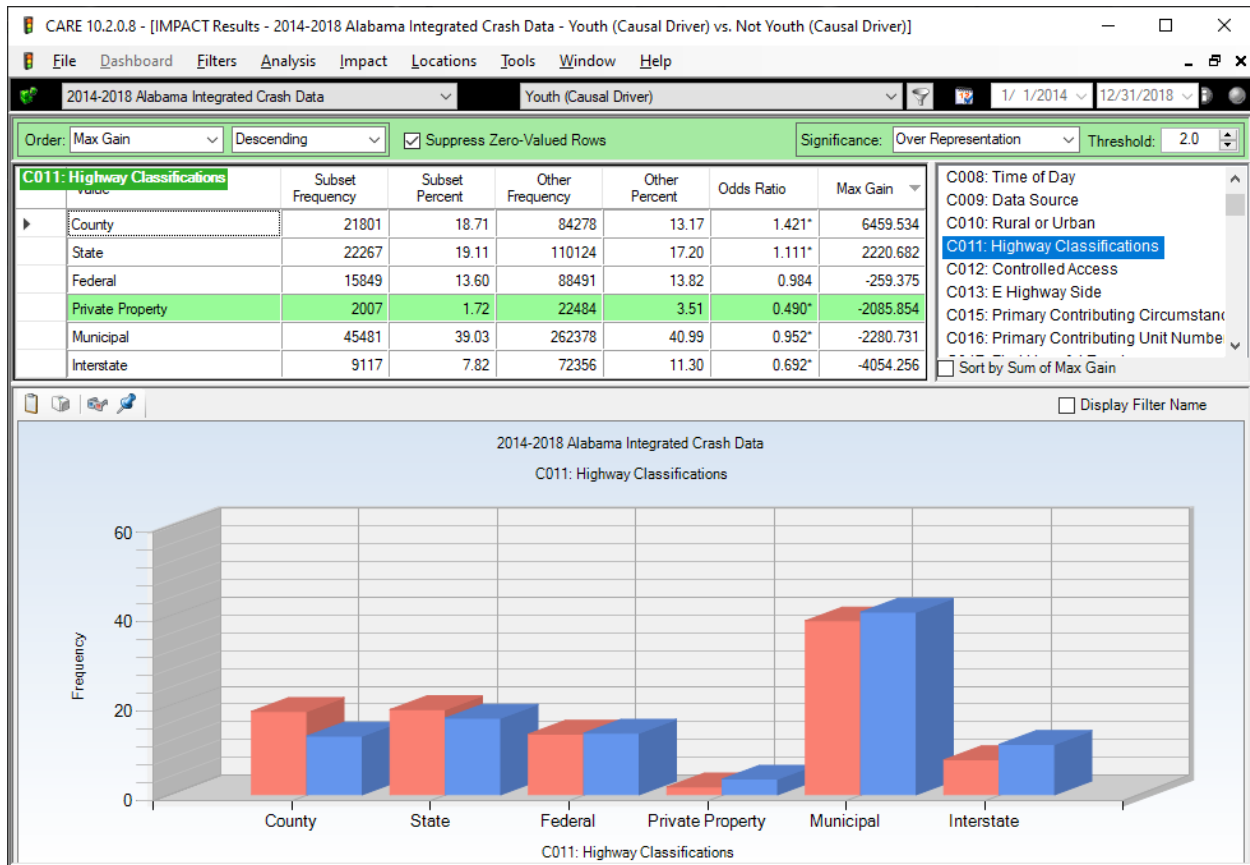 CARE 10.2.0.8 - [IMPACT Results - 2014-2018 Alabama Integrated Crash Data - Youth (Causal Driver) vs. Not Youth (Causal Driver)]
File Dashboard Filters Analysis Impact Locations Tools Window Help
2014-2018 Alabama Integrated Crash Data Youth (Causal Driver) 1/ 1/2014 12/31/2018
Order: Max Gain Descending Suppress Zero-Valued Rows Significance: Over Representation Threshold: 2.0
C011: Highway Classifications Subset Frequency Subset Percent Other Frequency Other Percent Odds Ratio Max Gain
County 21801 18.71 84278 13.17 1.421* 6459.534
State 22267 19.11 110124 17.20 1.111* 2220.682
Federal 15849 13.60 88491 13.82 0.984 -259.375
Private Property 2007 1.72 22484 3.51 0.490* -2085.854
Municipal 45481 39.03 262378 40.99 0.952* -2280.731
Interstate 9117 7.82 72356 11.30 0.692* -4054.256
C008: Time of Day
C009: Data Source
C010: Rural or Urban
C011: Highway Classifications
C012: Controlled Access
C013: E Highway Side
C015: Primary Contributing Circumstanc
C016: Primary Contributing Unit Numbe
Sort by Sum of Max Gain
Display Filter Name
2014-2018 Alabama Integrated Crash Data
C011: Highway Classifications
60
40
20
0
Frequency
County State Federal Private Property Municipal Interstate
C011: Highway Classifications